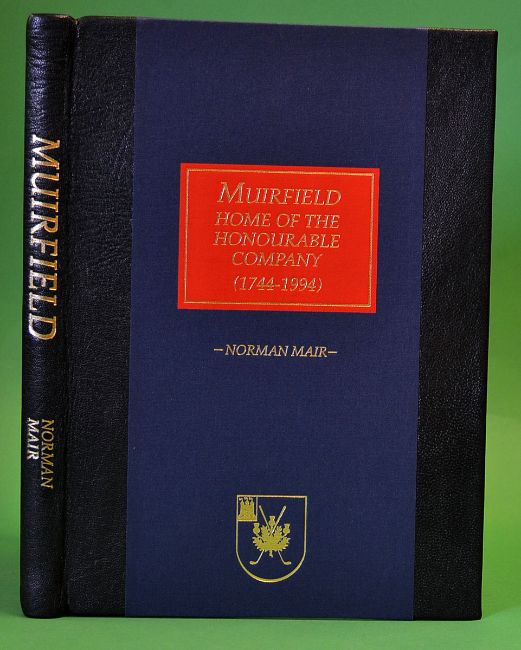 MUIRFIELD
NORMAN
MAIR
MUIRFIELD
HOME OF THE
HONOURABLE
COMPANY
(1744-1994)
–NORMAN MAIR–